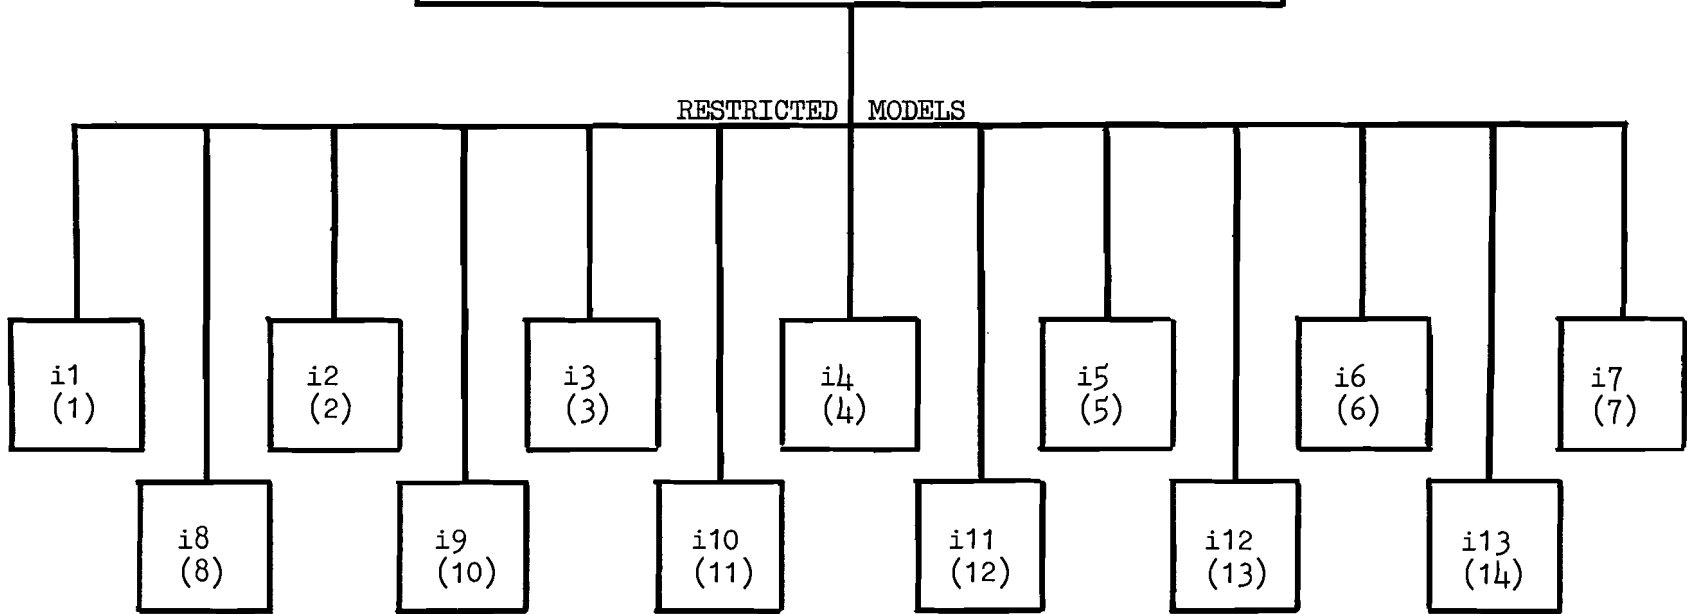 RESTRICTED MODELS
i1
(1)
i2
(2)
i3
(3)
i4
(4)
i5
(5)
i6
(6)
i7
(7)
i8
(8)
i9
(10)
i10
(11)
i11
(12)
i12
(13)
i13
(14)